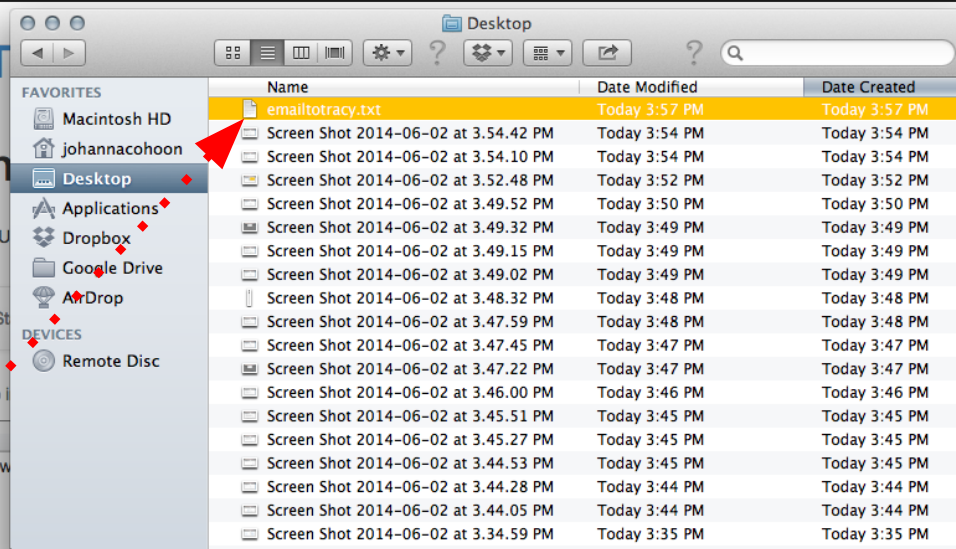 Desktop
? ?
Name Date Modified Date Created
FAVORITES
Macintosh HD
johannacohoon
Desktop
Applications
Dropbox
Google Drive
AirDrop
DEVICES
Remote Disc
emailtotracy.txt Today 3:57 PM Today 3:57 PM
Screen Shot 2014-06-02 at 3.54.42 PM Today 3:54 PM Today 3:54 PM
Screen Shot 2014-06-02 at 3.54.10 PM Today 3:54 PM Today 3:54 PM
Screen Shot 2014-06-02 at 3.52.48 PM Today 3:52 PM Today 3:52 PM
Screen Shot 2014-06-02 at 3.49.52 PM Today 3:50 PM Today 3:50 PM
Screen Shot 2014-06-02 at 3.49.32 PM Today 3:49 PM Today 3:49 PM
Screen Shot 2014-06-02 at 3.49.15 PM Today 3:49 PM Today 3:49 PM
Screen Shot 2014-06-02 at 3.49.02 PM Today 3:49 PM Today 3:49 PM
Screen Shot 2014-06-02 at 3.48.32 PM Today 3:48 PM Today 3:48 PM
Screen Shot 2014-06-02 at 3.47.59 PM Today 3:48 PM Today 3:48 PM
Screen Shot 2014-06-02 at 3.47.45 PM Today 3:47 PM Today 3:47 PM
Screen Shot 2014-06-02 at 3.47.22 PM Today 3:47 PM Today 3:47 PM
Screen Shot 2014-06-02 at 3.46.00 PM Today 3:46 PM Today 3:46 PM
Screen Shot 2014-06-02 at 3.45.51 PM Today 3:45 PM Today 3:45 PM
Screen Shot 2014-06-02 at 3.45.27 PM Today 3:45 PM Today 3:45 PM
Screen Shot 2014-06-02 at 3.44.53 PM Today 3:45 PM Today 3:45 PM
Screen Shot 2014-06-02 at 3.44.28 PM Today 3:44 PM Today 3:44 PM
Screen Shot 2014-06-02 at 3.44.05 PM Today 3:44 PM Today 3:44 PM
Screen Shot 2014-06-02 at 3.34.59 PM Today 3:35 PM Today 3:35 PM